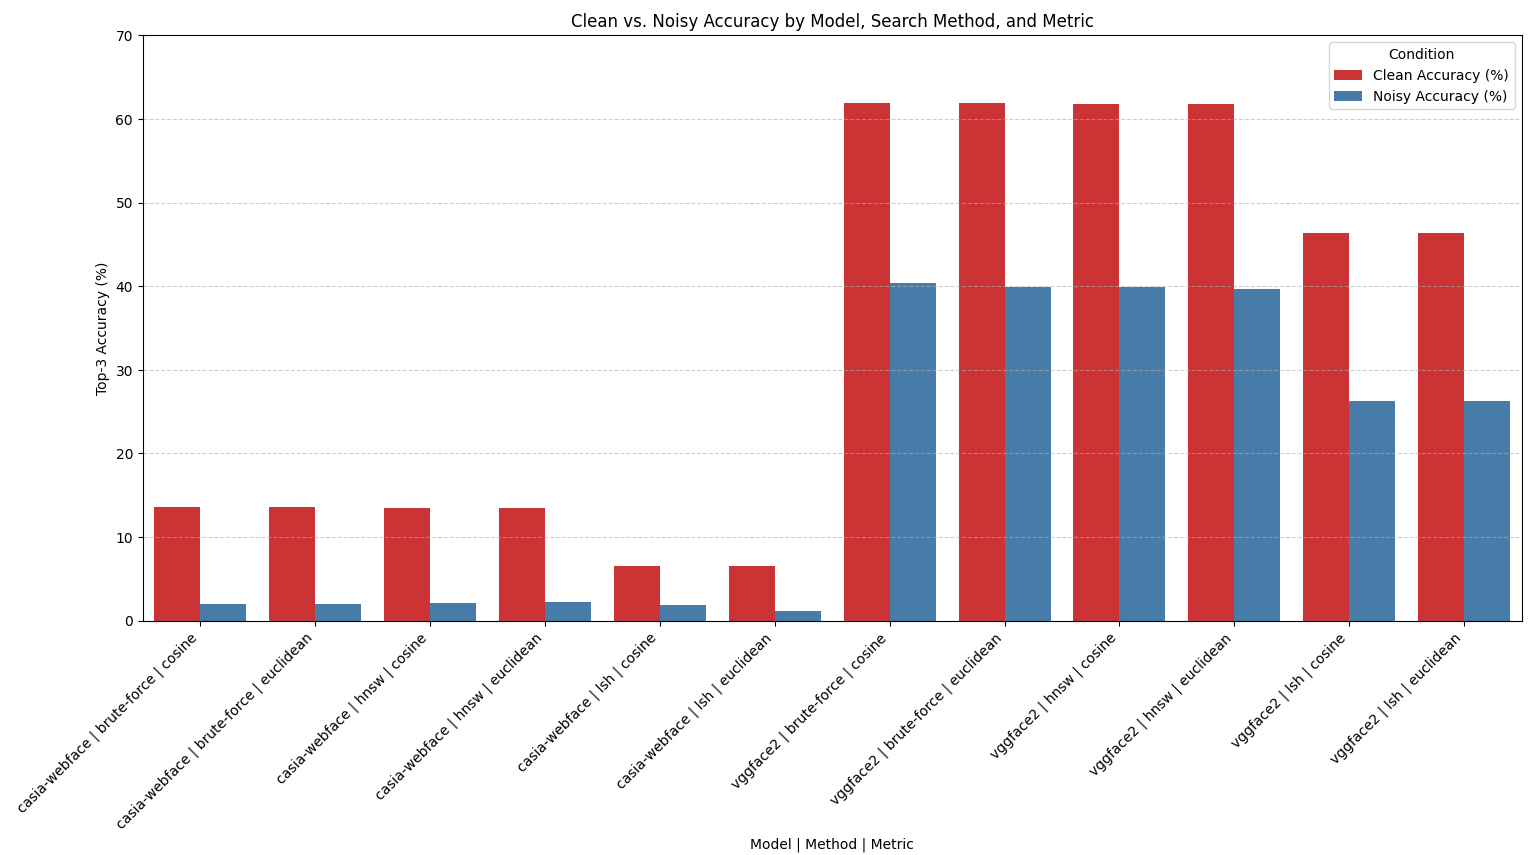 Clean vs. Noisy Accuracy by Model, Search Method, and Metric
Condition
Clean Accuracy (%)
Noisy Accuracy (%)
Top-3 Accuracy (%)
70
60
50
40
30
20
10
0
casia-webface | brute-force | cosine
casia-webface | brute-force | euclidean
casia-webface | hnsw | cosine
casia-webface | hnsw | euclidean
casia-webface | lsh | cosine
casia-webface | lsh | euclidean
vggface2 | brute-force | cosine
vggface2 | brute-force | euclidean
vggface2 | hnsw | cosine
vggface2 | hnsw | euclidean
vggface2 | lsh | cosine
vggface2 | lsh | euclidean
Model | Method | Metric